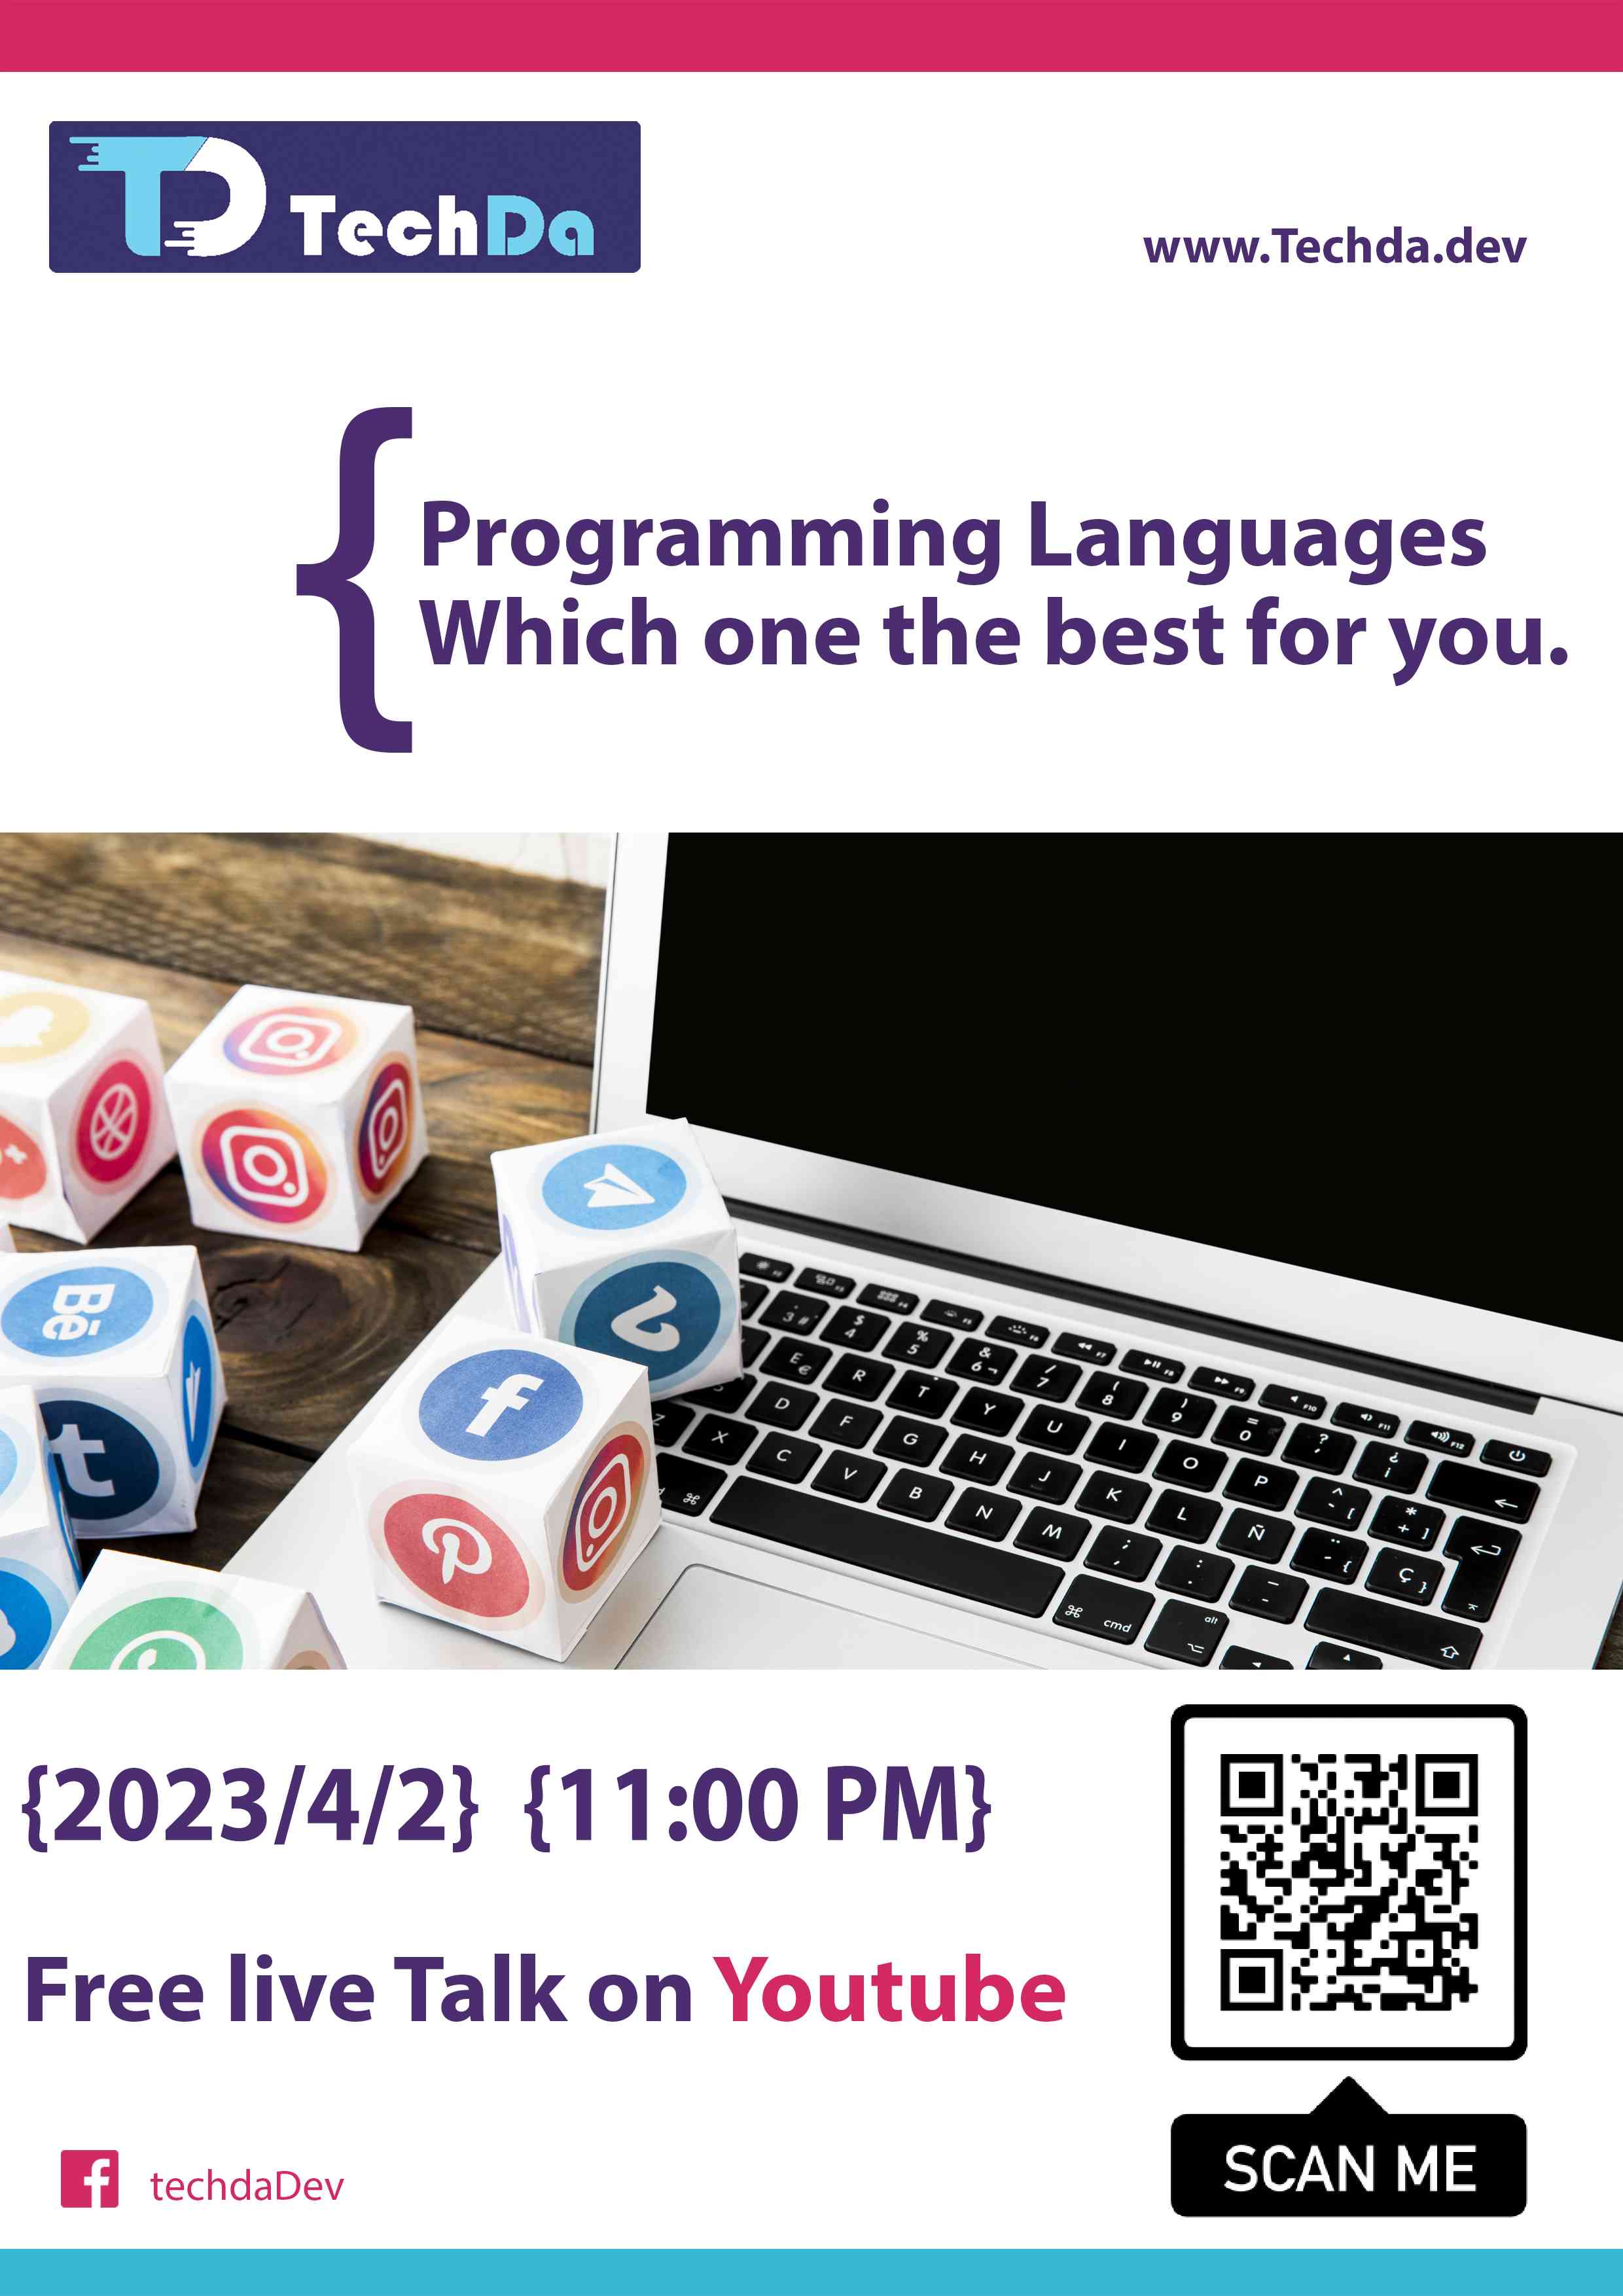 TechDa
www.Techda.dev
{ Programming Languages
Which one the best for you.
{2023/4/2} {11:00 PM}
Free live Talk on Youtube
techdaDev
SCAN ME